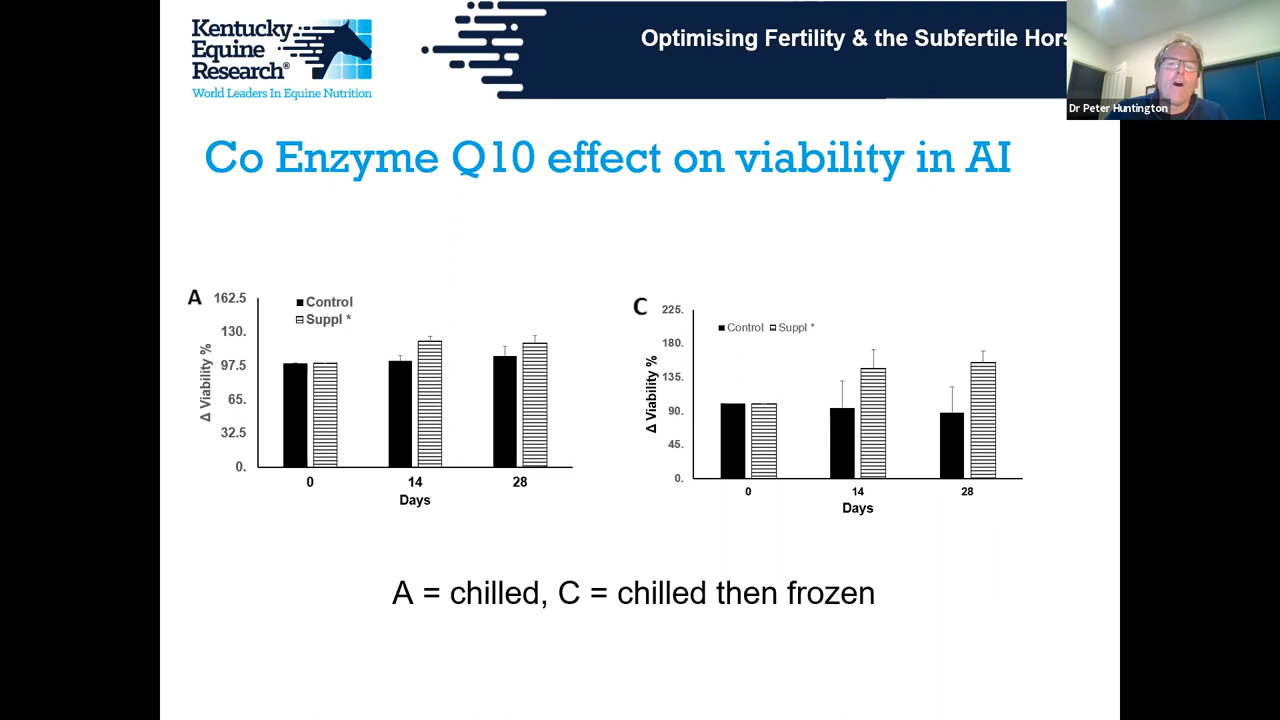 Kentucky
Equine
Research®
World Leaders In Equine Nutrition
Optimising Fertility & the Subfertile Hors
Dr Peter Huntington
Co Enzyme Q10 effect on viability in AI
A
162.5
130.
97.5
65.
32.5
0.
Δ Viability %
Control
Suppl *
0 14 28
Days
C
225.
180.
135.
90.
45.
0.
Δ Viability %
Control Suppl *
0 14 28
Days
A = chilled, C = chilled then frozen